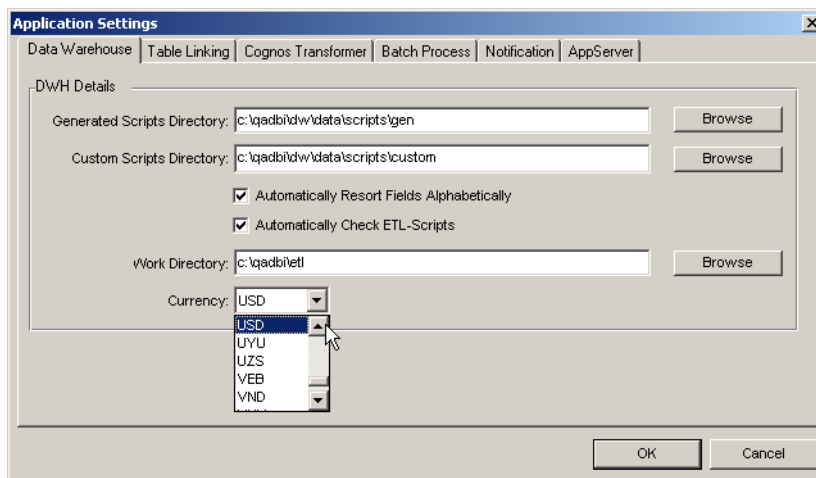 Application Settings
Data Warehouse Table Linking Cognos Transformer Batch Process Notification AppServer
DWH Details
Generated Scripts Directory: c:\qadbi\dw\data\scripts\gen Browse
Custom Scripts Directory: c:\qadbi\dw\data\scripts\custom Browse
Automatically Resort Fields Alphabetically
Automatically Check ETL-Scripts
Work Directory: c:\qadbi\etl Browse
Currency: USD
USD
UYU
UZS
VEB
VND
OK Cancel